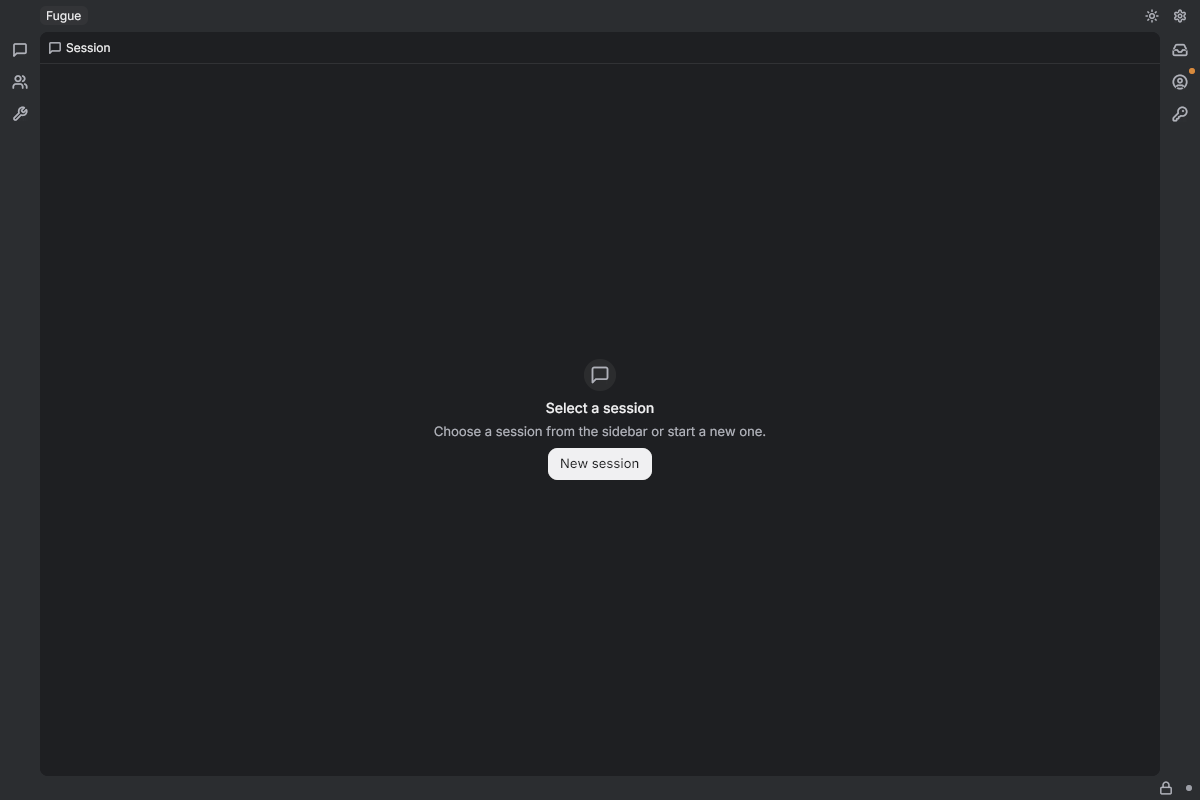 Fugue
Session
Select a session
Choose a session from the sidebar or start a new one.
New session